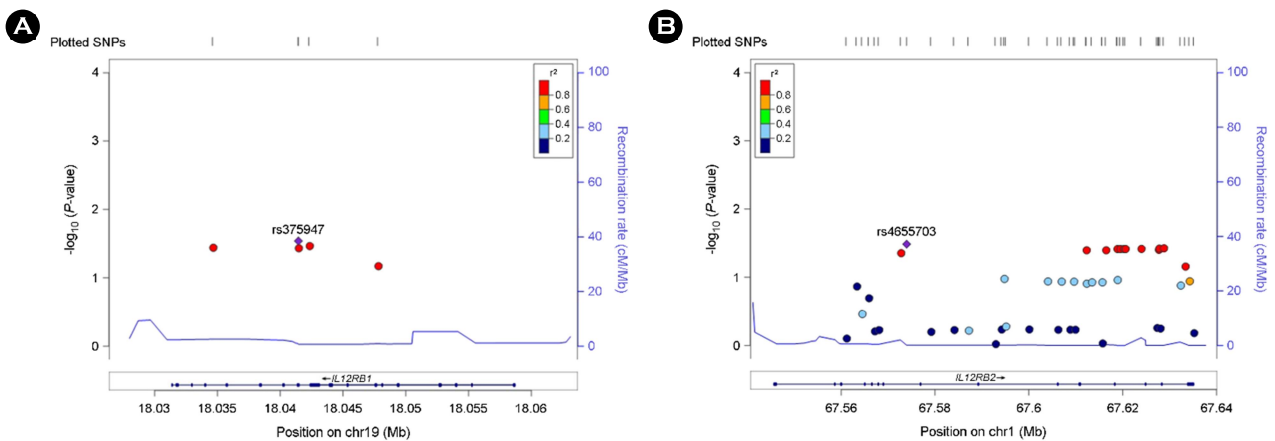 A
Plotted SNPs
4
3
2
1
0
-log10 (P-value)
r²
0.8
0.6
0.4
0.2
rs375947
100
80
60
40
20
0
Recombination rate (cM/Mb)
←IL12RB1
18.03 18.035 18.04 18.045 18.05 18.055 18.06
Position on chr19 (Mb)
B
Plotted SNPs
4
3
2
1
0
-log10 (P-value)
r²
0.8
0.6
0.4
0.2
rs4655703
100
80
60
40
20
0
Recombination rate (cM/Mb)
IL12RB2→
67.56 67.58 67.6 67.62 67.64
Position on chr1 (Mb)